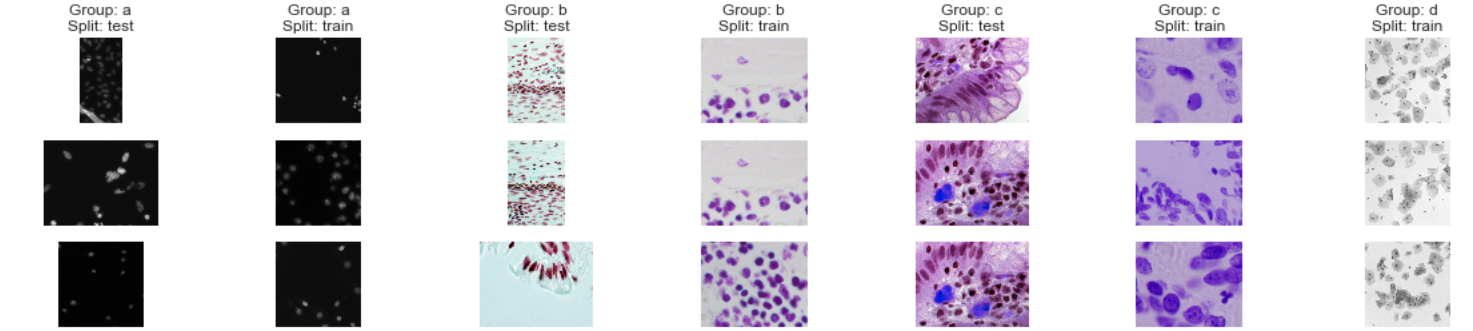 Group: a
Split: test
Group: a
Split: train
Group: b
Split: test
Group: b
Split: train
Group: c
Split: test
Group: c
Split: train
Group: d
Split: train